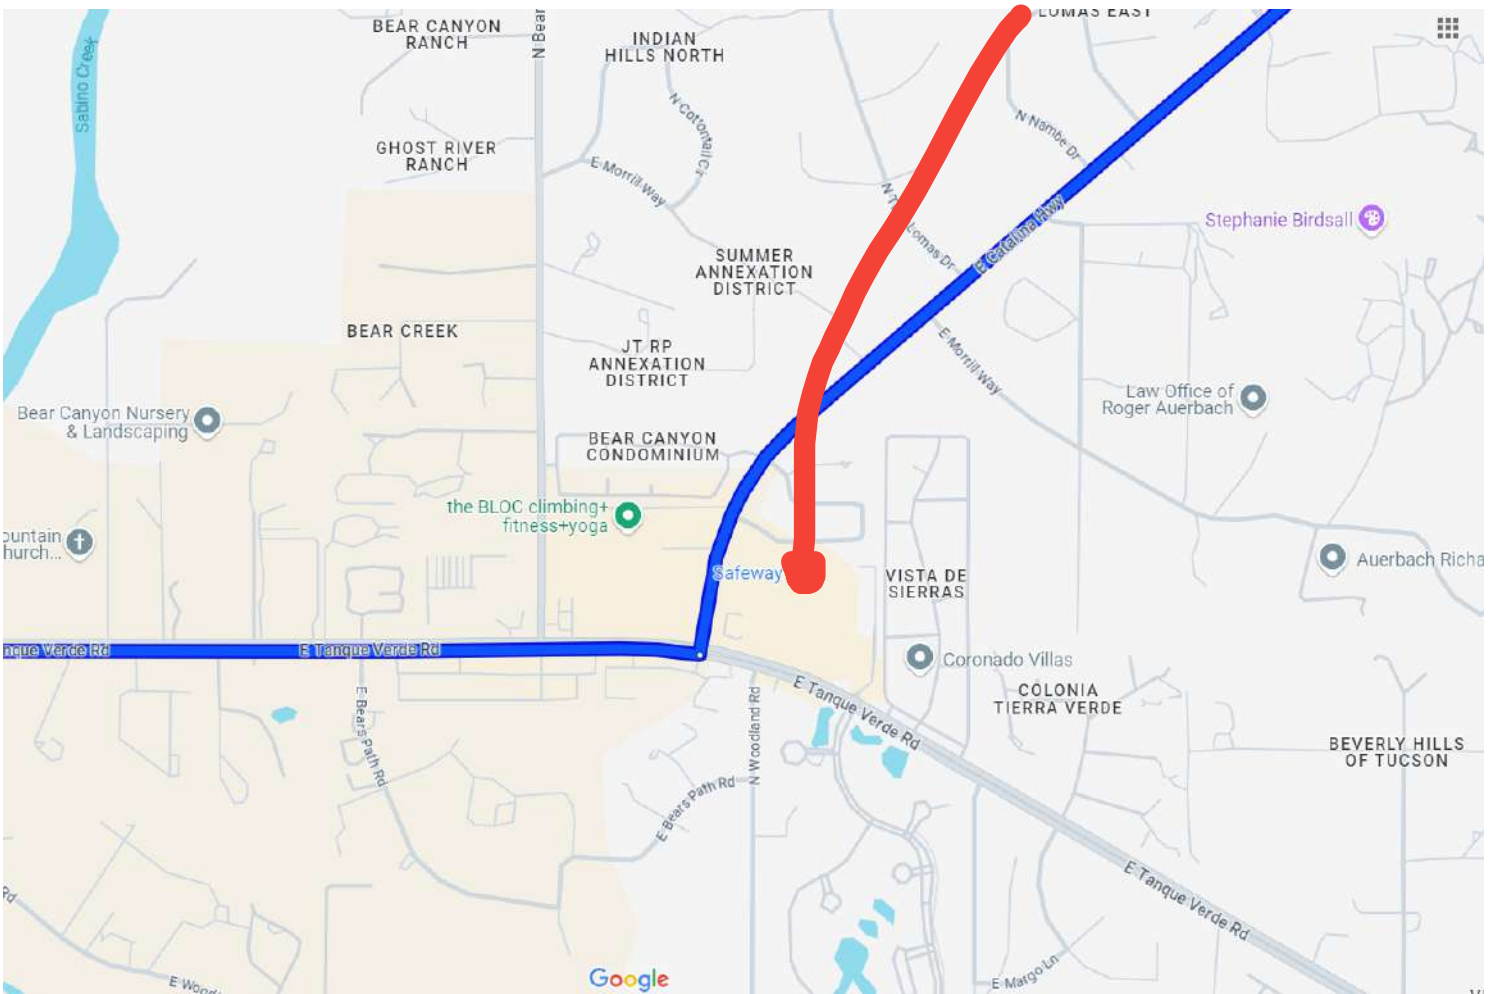 BEAR CANYON
RANCH
N Bear
INDIAN
HILLS NORTH
LOMAS EAST
Sabino Creek
N Cottontail Cir
N Nambe Dr
GHOST RIVER
RANCH
E Morrill Way
Lomas Dr
E Catalina Hwy
Stephanie Birdsall
SUMMER
ANNEXATION
DISTRICT
BEAR CREEK
JT RP
ANNEXATION
DISTRICT
E Morrill Way
Law Office of
Roger Auerbach
Bear Canyon Nursery
& Landscaping
BEAR CANYON
CONDOMINIUM
the BLOC climbing+
fitness+yoga
ountain
hurch...
Safeway
VISTA DE
SIERRAS
Auerbach Richa
nque Verde Rd
E Tanque Verde Rd
Coronado Villas
E Tanque Verde Rd
COLONIA
TIERRA VERDE
E Bears Path Rd
N Woodland Rd
BEVERLY HILLS
OF TUCSON
E Bears Path Rd
E Tanque Verde Rd
Rd
E Wood
Google
E Margo Ln